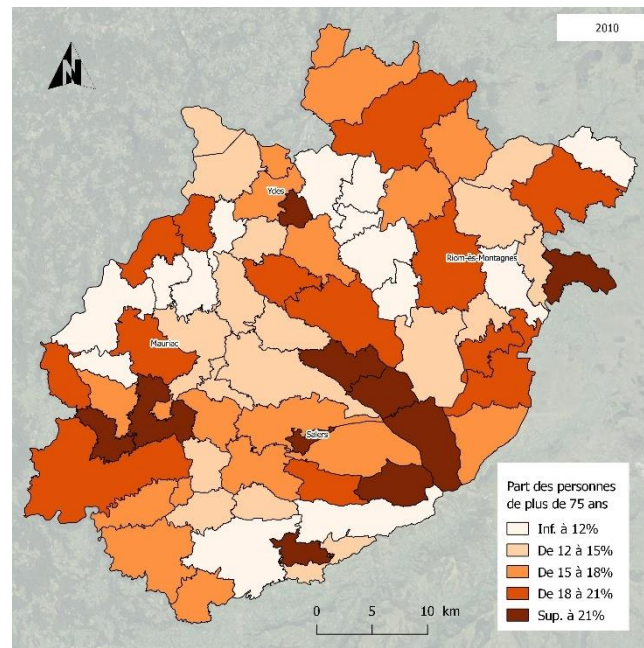 2010
N
Ydes
Riom-ès-Montagnes
Mauriac
Salers
Part des personnes
de plus de 75 ans
Inf. à 12%
De 12 à 15%
De 15 à 18%
De 18 à 21%
Sup. à 21%
0 5 10 km